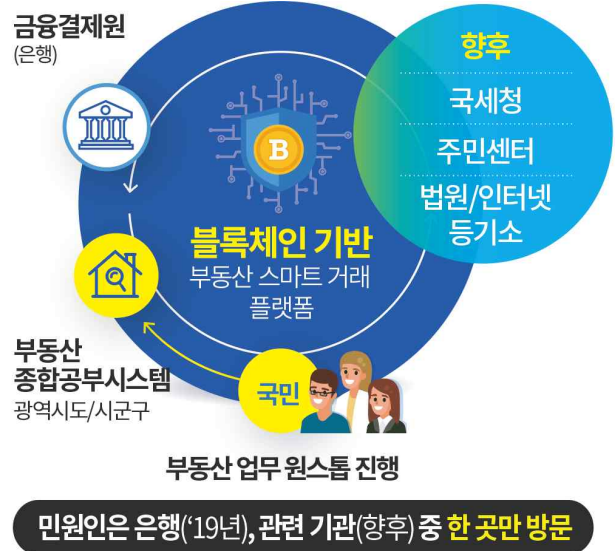 금융결제원
(은행)
향후
국세청
주민센터
법원/인터넷
등기소
B
블록체인 기반
부동산 스마트 거래
플랫폼
부동산
종합공부시스템
광역시도/시군구
국민
부동산 업무 원스톱 진행
민원인은 은행(‘19년), 관련 기관(향후) 중 한 곳만 방문